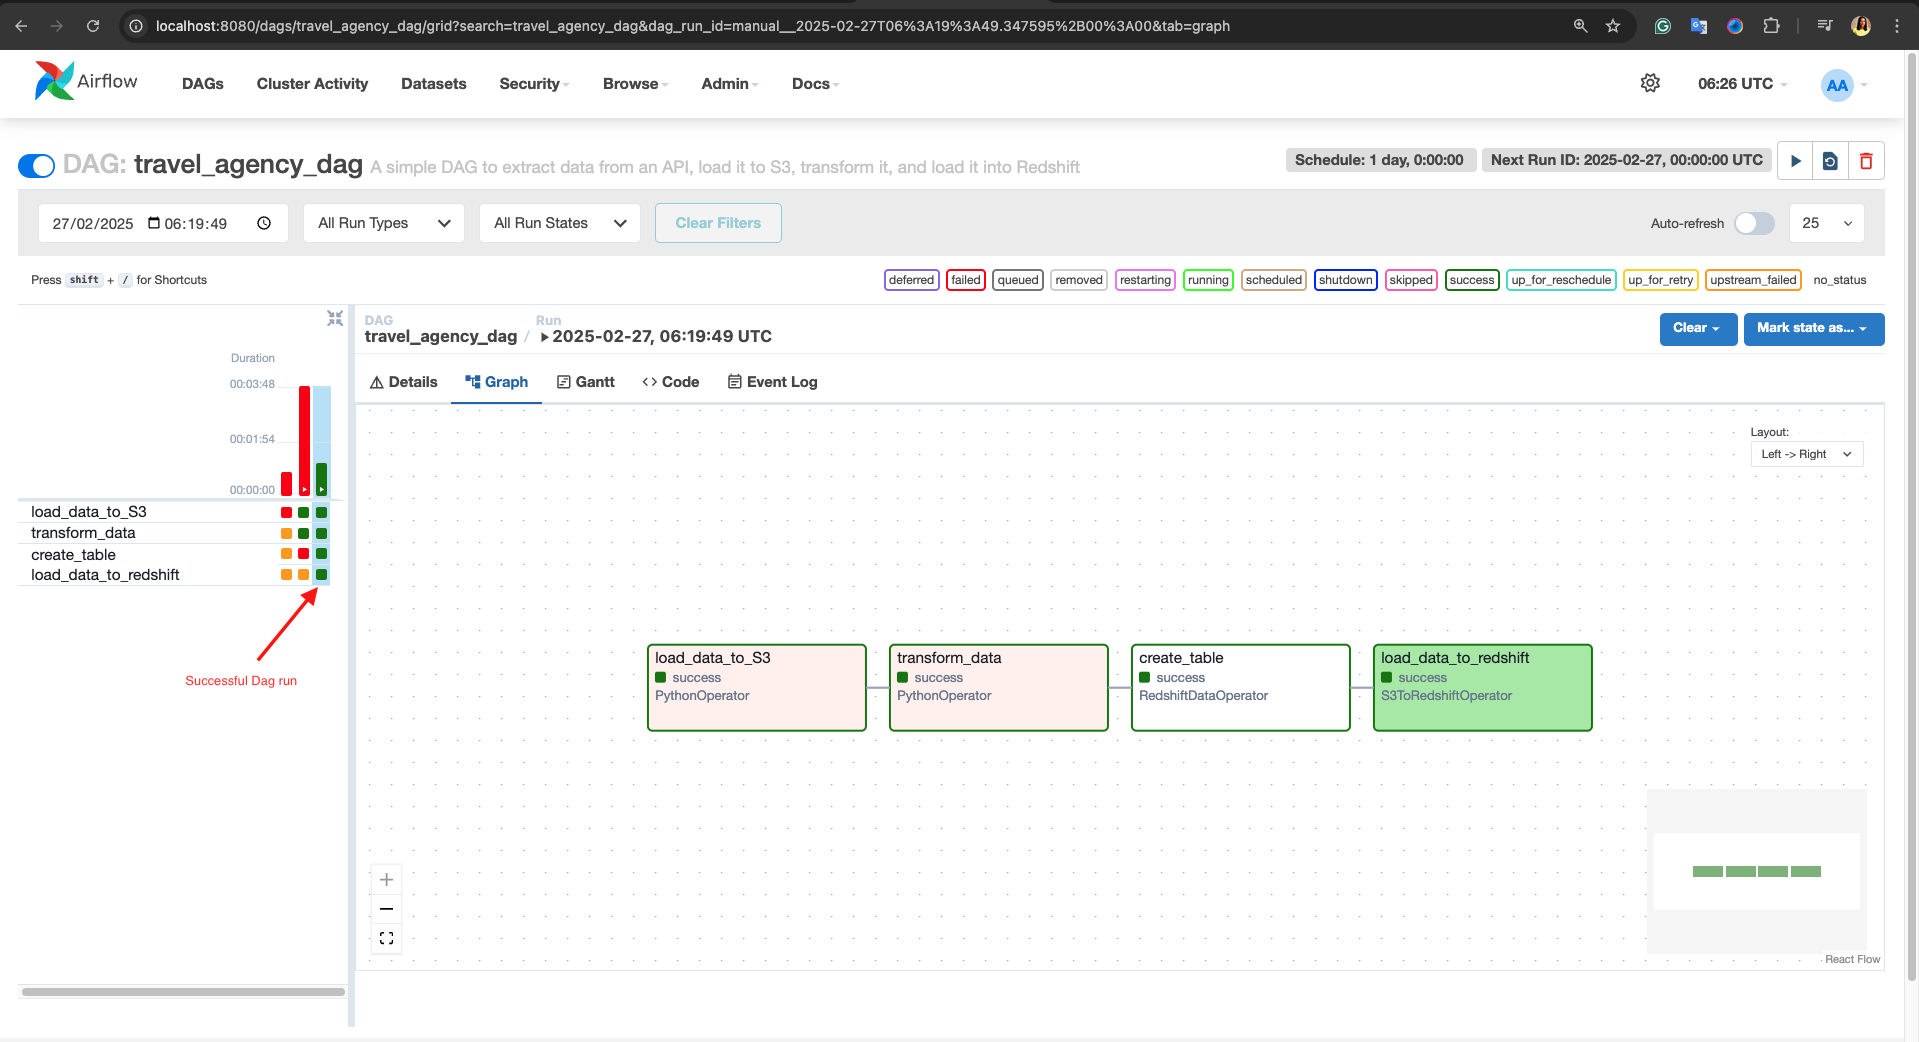 localhost:8080/dags/travel_agency_dag/grid?search=travel_agency_dag&dag_run_id=manual__2025-02-27T06%3A19%3A49.347595%2B00%3A00&tab=graph
Airflow DAGs Cluster Activity Datasets Security Browse Admin Docs 06:26 UTC AA
DAG: travel_agency_dag A simple DAG to extract data from an API, load it to S3, transform it, and load it into Redshift Schedule: 1 day, 0:00:00 Next Run ID: 2025-02-27, 00:00:00 UTC
27/02/2025 06:19:49 All Run Types All Run States Clear Filters Auto-refresh 25
Press shift + / for Shortcuts deferred failed queued removed restarting running scheduled shutdown skipped success up_for_reschedule up_for_retry upstream_failed no_status
DAG Run
travel_agency_dag / 2025-02-27, 06:19:49 UTC Clear Mark state as...
Details Graph Gantt Code Event Log
Duration
00:03:48
00:01:54
00:00:00
load_data_to_S3
transform_data
create_table
load_data_to_redshift
Successful Dag run
Layout:
Left -> Right
load_data_to_S3
success
PythonOperator
transform_data
success
PythonOperator
create_table
success
RedshiftDataOperator
load_data_to_redshift
success
S3ToRedshiftOperator
React Flow